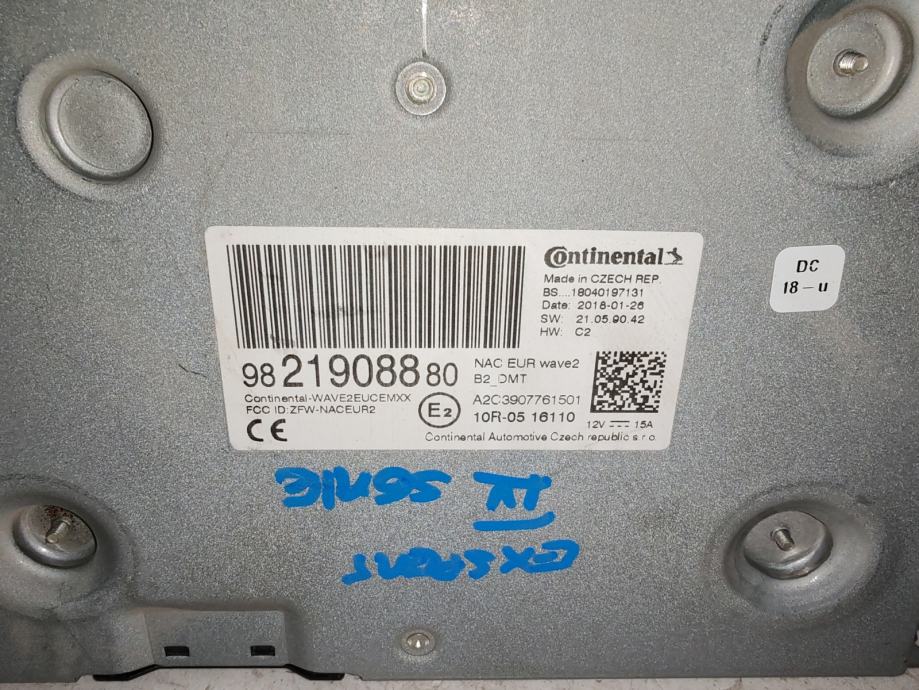 Continental
Made in CZECH REP.
BS....18040197131
Date: 2018-01-26
SW: 21.05.90.42
HW: C2
98 219088 80
NAC EUR wave2
B2_DMT
Continental-WAVE2EUCEMXX
FCC ID:ZFW-NACEUR2
CE
E2
A2C3907761501
10R-05 16110
12V 15A
Continental Automotive Czech republic s.r.o.
DC
18-u